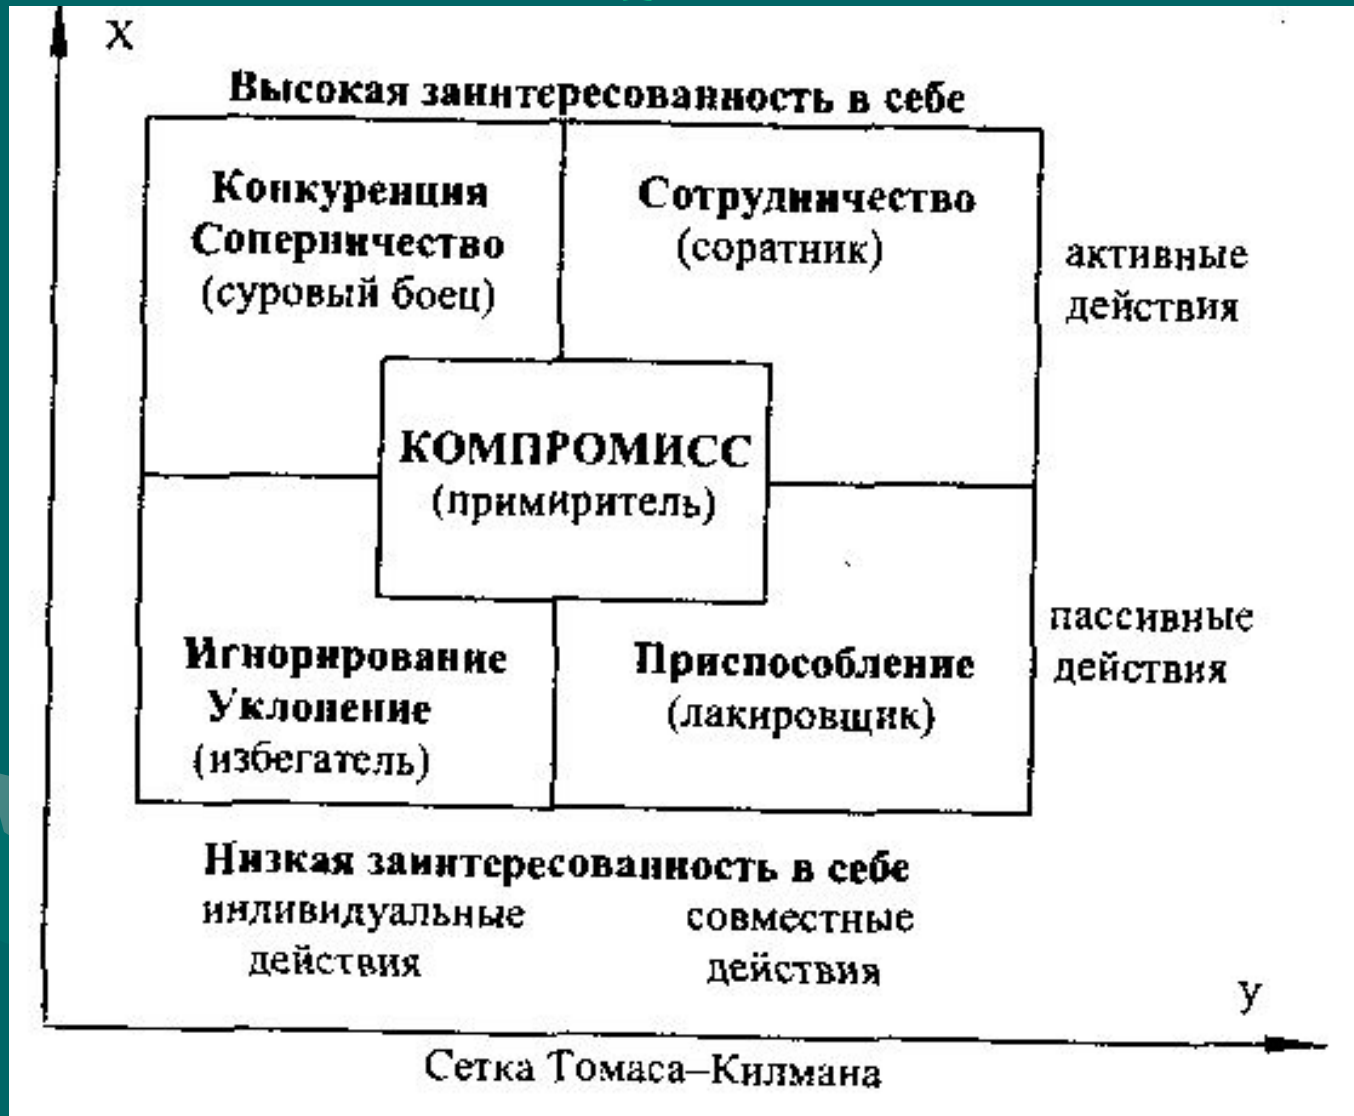 X
Высокая заинтересованность в себе
Конкуренция
Соперничество
(суровый боец)
Сотрудничество
(соратник)
активные
действия
КОМПРОМИСС
(примиритель)
Игнорирование
Уклонение
(избегатель)
Приспособление
(лакировщик)
пассивные
действия
Низкая заинтересованность в себе
индивидуальные
действия
совместные
действия
y
Сетка Томаса–Килмана